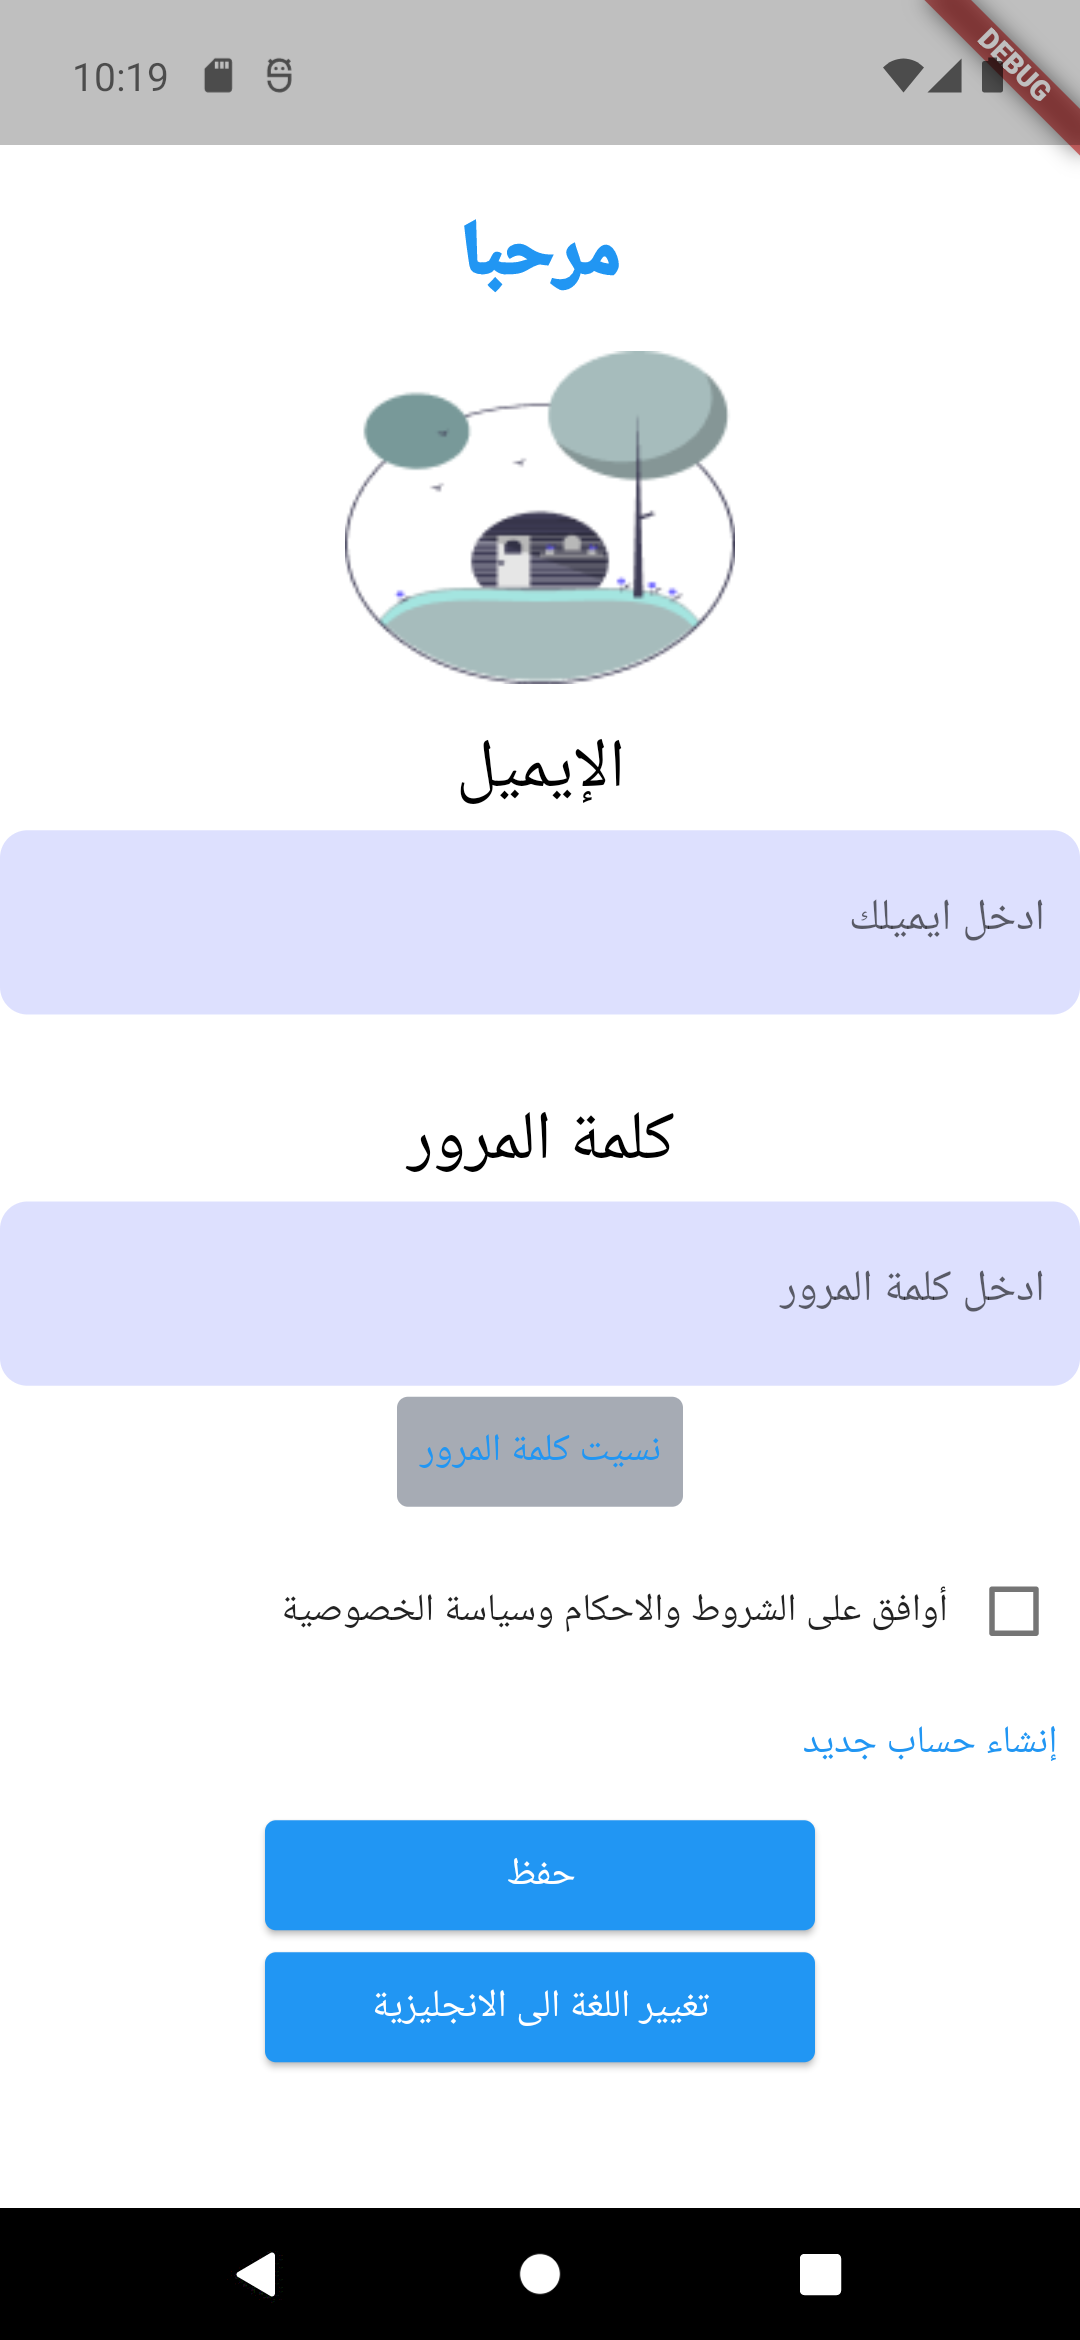 10:19
DEBUG
مرحبا
الإيميل
ادخل ايميلك
كلمة المرور
ادخل كلمة المرور
نسيت كلمة المرور
أوافق على الشروط والاحكام وسياسة الخصوصية
إنشاء حساب جديد
حفظ
تغيير اللغة الى الانجليزية